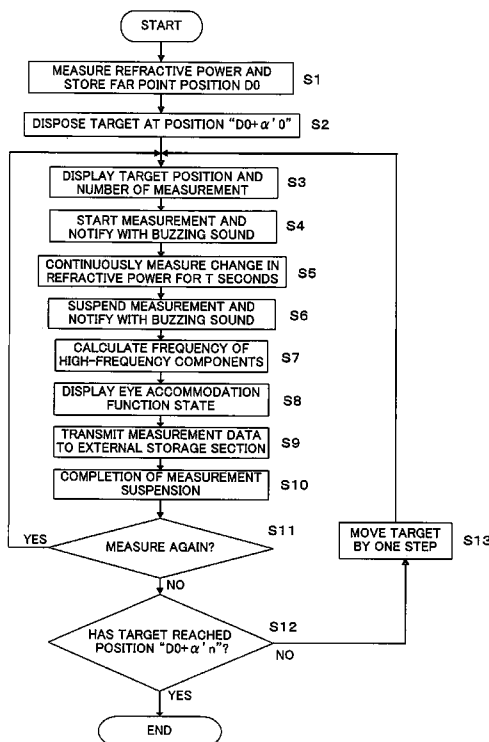 START
MEASURE REFRACTIVE POWER AND
STORE FAR POINT POSITION D0
S1
DISPOSE TARGET AT POSITION "D0+α'0"
S2
DISPLAY TARGET POSITION AND
NUMBER OF MEASUREMENT
S3
START MEASUREMENT AND
NOTIFY WITH BUZZING SOUND
S4
CONTINUOUSLY MEASURE CHANGE IN
REFRACTIVE POWER FOR T SECONDS
S5
SUSPEND MEASUREMENT AND
NOTIFY WITH BUZZING SOUND
S6
CALCULATE FREQUENCY OF
HIGH-FREQUENCY COMPONENTS
S7
DISPLAY EYE ACCOMMODATION
FUNCTION STATE
S8
TRANSMIT MEASUREMENT DATA
TO EXTERNAL STORAGE SECTION
S9
COMPLETION OF MEASUREMENT
SUSPENSION
S10
S11
YES
MEASURE AGAIN?
MOVE TARGET
BY ONE STEP
S13
NO
S12
HAS TARGET REACHED
POSITION "D0+α'n"?
NO
YES
END